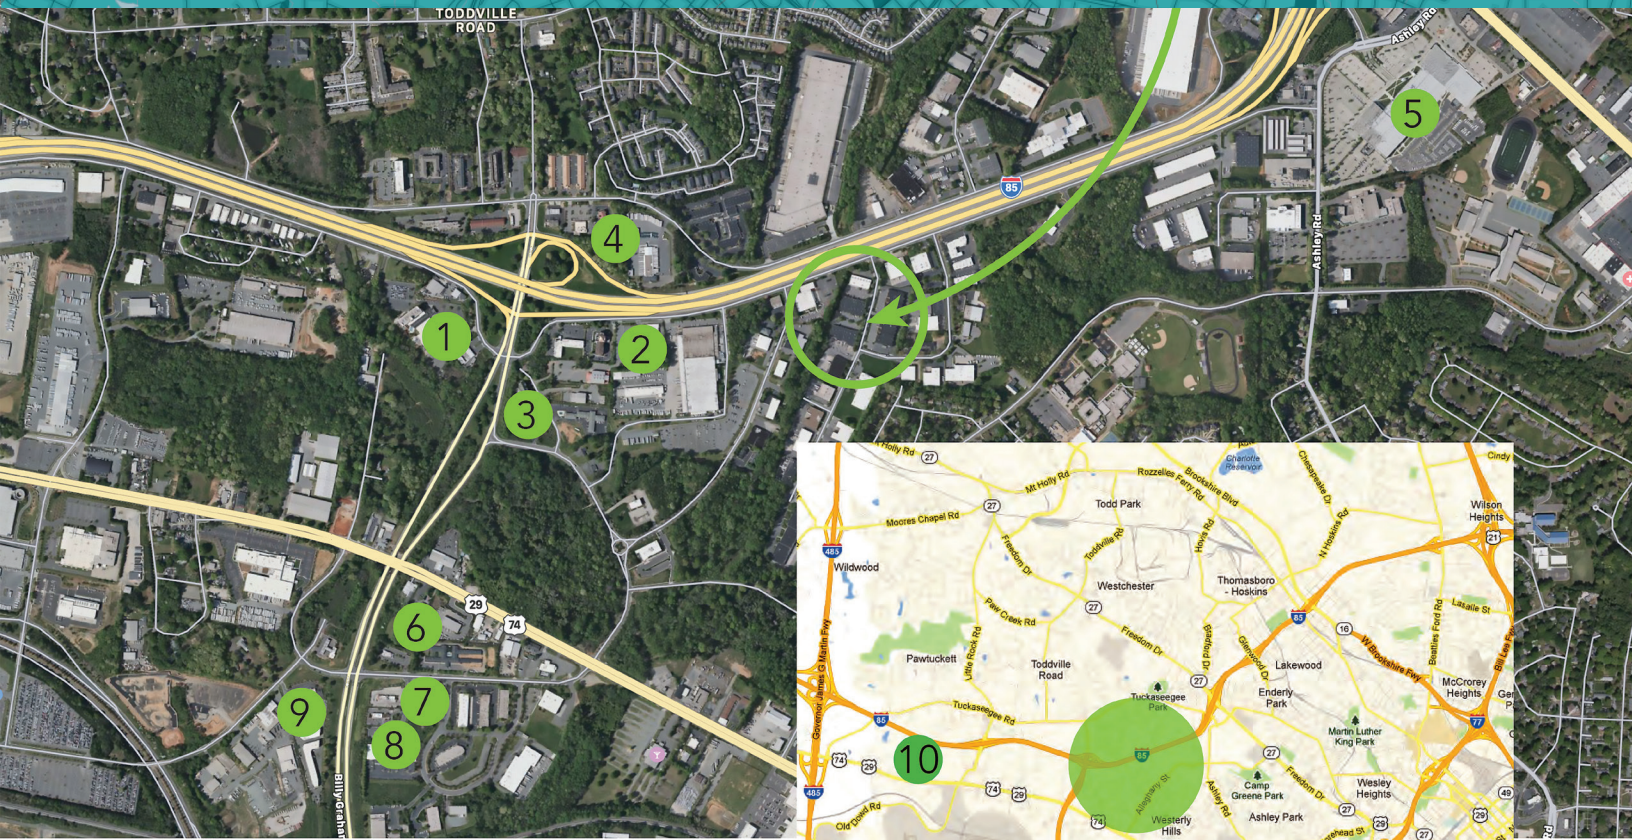 TODDVILLE
ROAD
Ashley Rd
5
85
4
Ashley Rd
1
2
3
29
74
6
7
9
8
Billy Graham
Holly Rd
27
Charlotte
Reservoir
Chesapeake Dr
Cindy
Mt Holly Rd
Rozzelles Ferry Rd
Brookshire Blvd
27
Todd Park
Wilson
Heights
Moores Chapel Rd
Toddville Rd
Hovis Rd
N Hoskins Rd
21
485
Freedom Dr
Wildwood
Westchester
Thomasboro
- Hoskins
Paw Creek Rd
27
85
Beatties Ford Rd
Lasalle St
16
Governor James G Martin Fwy
Little Rock Rd
Freedom Dr
Bradford Dr
Glenwood Dr
W Brookshire Fwy
Pawtuckett
Toddville
Road
Lakewood
27
McCrorey
Heights
Enderly
Park
Tuckaseegee
Park
Tuckaseegee Rd
85
77
Martin Luther
King Park
10
85
74
29
27
74
29
Alleghany St
Ashley Rd
Camp
Greene Park
Freedom Dr
Wesley
Heights
485
49
Old Dowd Rd
74
Westerly
Hills
Ashley Park
27
29
29
27